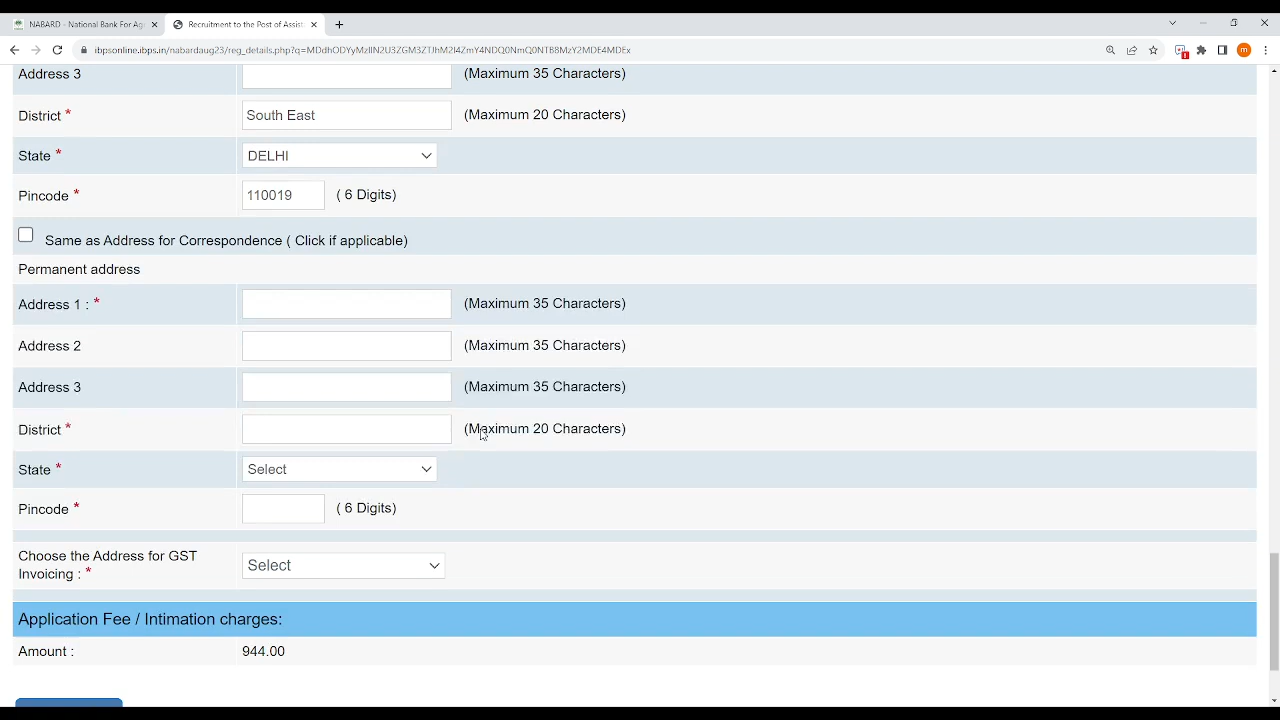 NABARD - National Bank For Agr
Recruitment to the Post of Assist
ibpsonline.ibps.in/nabardaug23/reg_details.php?q=
m
Address 3
(Maximum 35 Characters)
District *
South East
(Maximum 20 Characters)
State *
DELHI
Pincode *
110019
( 6 Digits)
Same as Address for Correspondence ( Click if applicable)
Permanent address
Address 1 : *
(Maximum 35 Characters)
Address 2
(Maximum 35 Characters)
Address 3
(Maximum 35 Characters)
District *
(Maximum 20 Characters)
State *
Select
Pincode *
( 6 Digits)
Choose the Address for GST
Invoicing : *
Select
Application Fee / Intimation charges:
Amount :
944.00